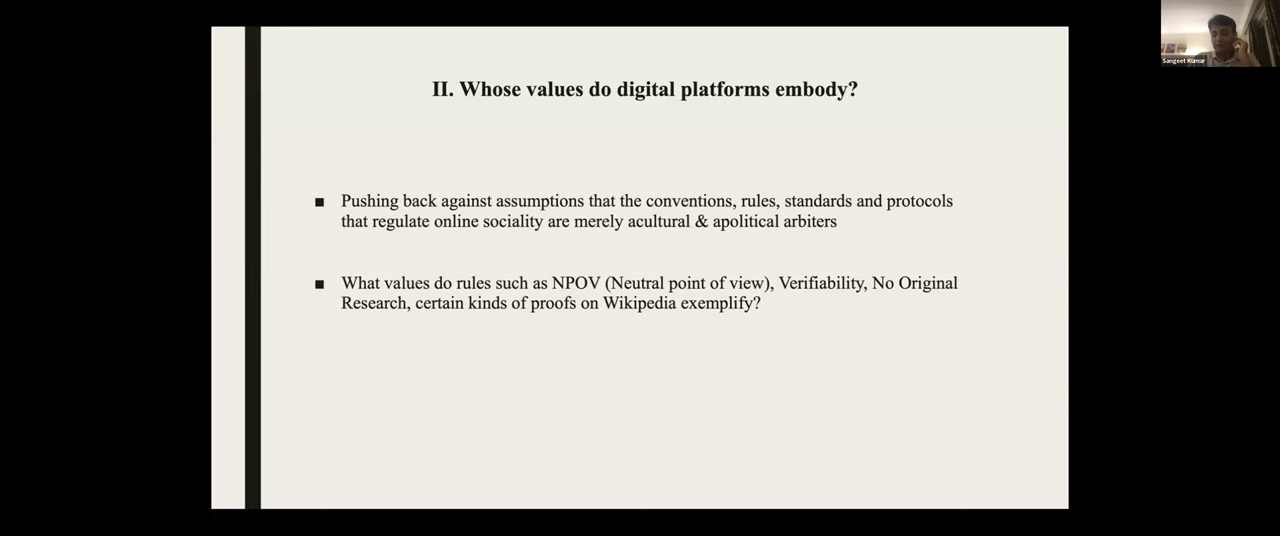 II. Whose values do digital platforms embody?
■ Pushing back against assumptions that the conventions, rules, standards and protocols
that regulate online sociality are merely acultural & apolitical arbiters
■ What values do rules such as NPOV (Neutral point of view), Verifiability, No Original
Research, certain kinds of proofs on Wikipedia exemplify?
Sangeet Kumar